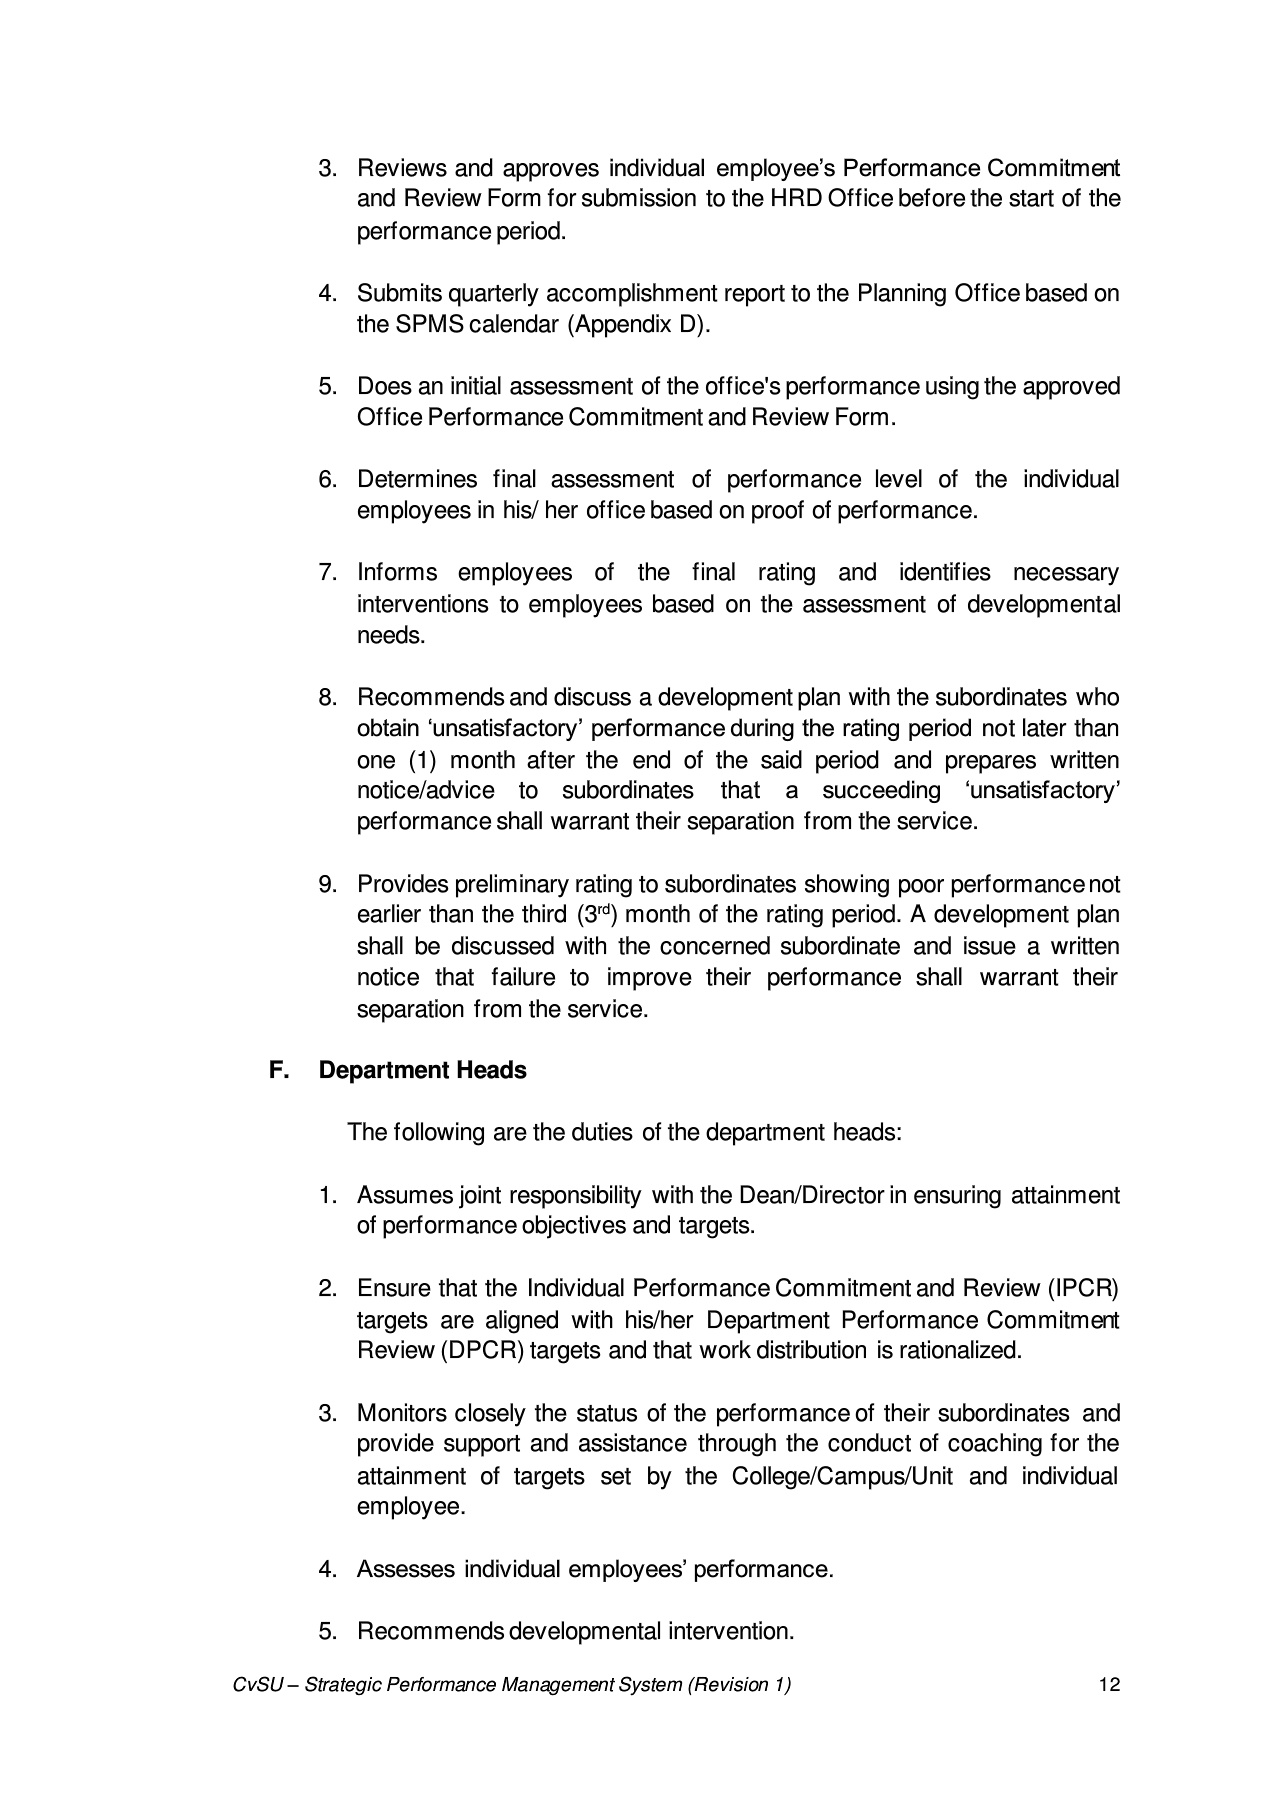 3. Reviews and approves individual employee’s Performance Commitment
and Review Form for submission to the HRD Office before the start of the
performance period.
4. Submits quarterly accomplishment report to the Planning Office based on
the SPMS calendar (Appendix D).
5. Does an initial assessment of the office's performance using the approved
Office Performance Commitment and Review Form.
6. Determines final assessment of performance level of the individual
employees in his/ her office based on proof of performance.
7. Informs employees of the final rating and identifies necessary
interventions to employees based on the assessment of developmental
needs.
8. Recommends and discuss a development plan with the subordinates who
obtain ‘unsatisfactory’ performance during the rating period not later than
one (1) month after the end of the said period and prepares written
notice/advice to subordinates that a succeeding ‘unsatisfactory’
performance shall warrant their separation from the service.
9. Provides preliminary rating to subordinates showing poor performance not
earlier than the third (3rd) month of the rating period. A development plan
shall be discussed with the concerned subordinate and issue a written
notice that failure to improve their performance shall warrant their
separation from the service.
F. Department Heads
The following are the duties of the department heads:
1. Assumes joint responsibility with the Dean/Director in ensuring attainment
of performance objectives and targets.
2. Ensure that the Individual Performance Commitment and Review (IPCR)
targets are aligned with his/her Department Performance Commitment
Review (DPCR) targets and that work distribution is rationalized.
3. Monitors closely the status of the performance of their subordinates and
provide support and assistance through the conduct of coaching for the
attainment of targets set by the College/Campus/Unit and individual
employee.
4. Assesses individual employees’ performance.
5. Recommends developmental intervention.
CvSU – Strategic Performance Management System (Revision 1) 12